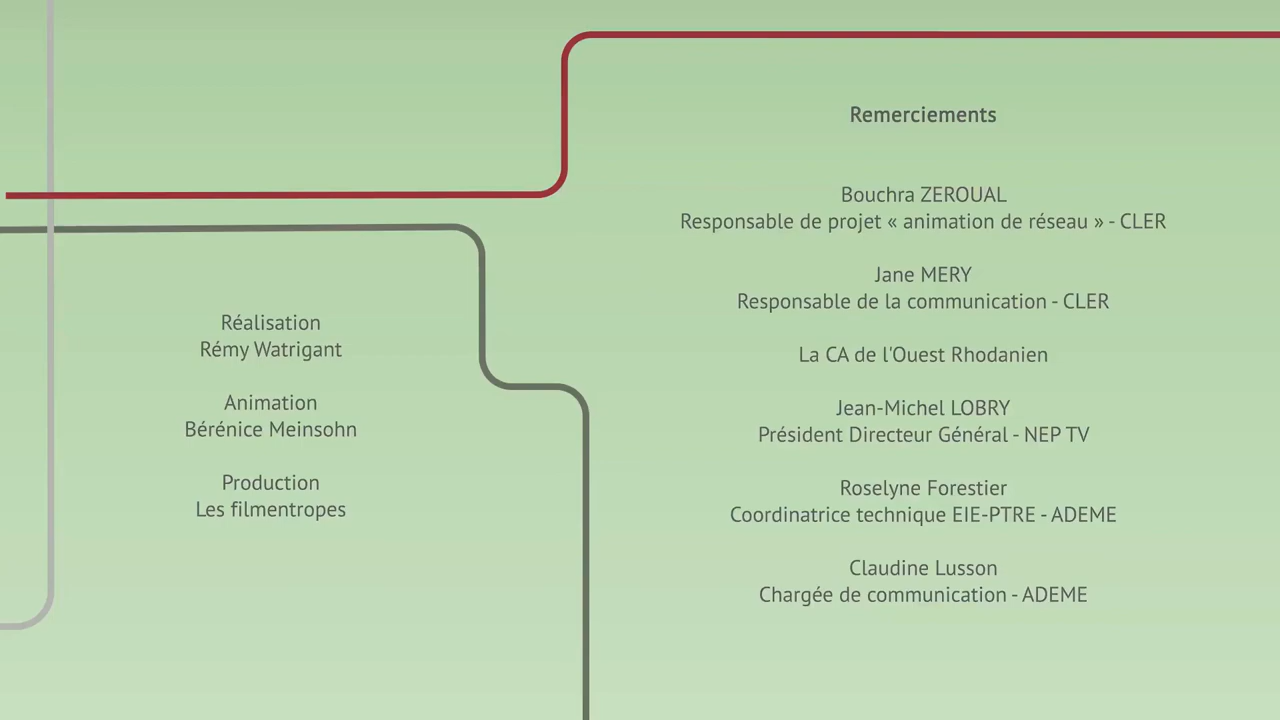 Réalisation
Rémy Watrigant
Animation
Bérénice Meinsohn
Production
Les filmentropes
Remerciements
Bouchra ZEROUAL
Responsable de projet « animation de réseau » - CLER
Jane MERY
Responsable de la communication - CLER
La CA de l'Ouest Rhodanien
Jean-Michel LOBRY
Président Directeur Général - NEP TV
Roselyne Forestier
Coordinatrice technique EIE-PTRE - ADEME
Claudine Lusson
Chargée de communication - ADEME